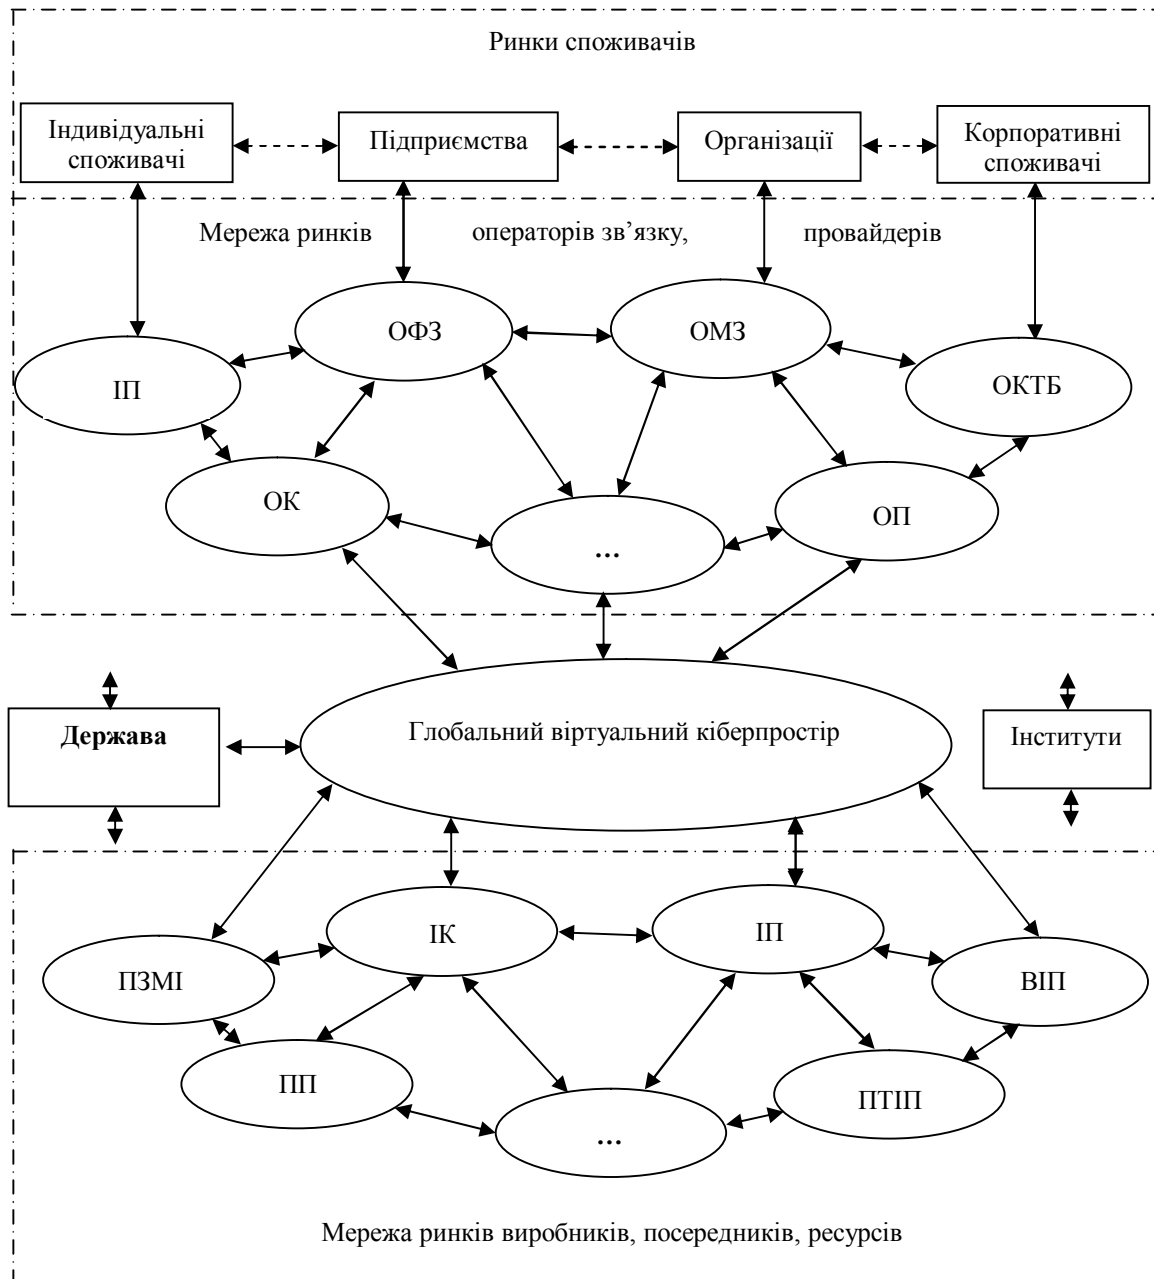 Ринки споживачів
Індивідуальні
споживачі
Підприємства
Організації
Корпоративні
споживачі
Мережа ринків операторів зв’язку, провайдерів
ОФЗ
ОМЗ
ІП
ОКТБ
ОК
...
ОП
Держава
Глобальний віртуальний кіберпростір
Інститути
ІК
ІП
ПЗМІ
ВІП
ПП
...
ПТІП
Мережа ринків виробників, посередників, ресурсів